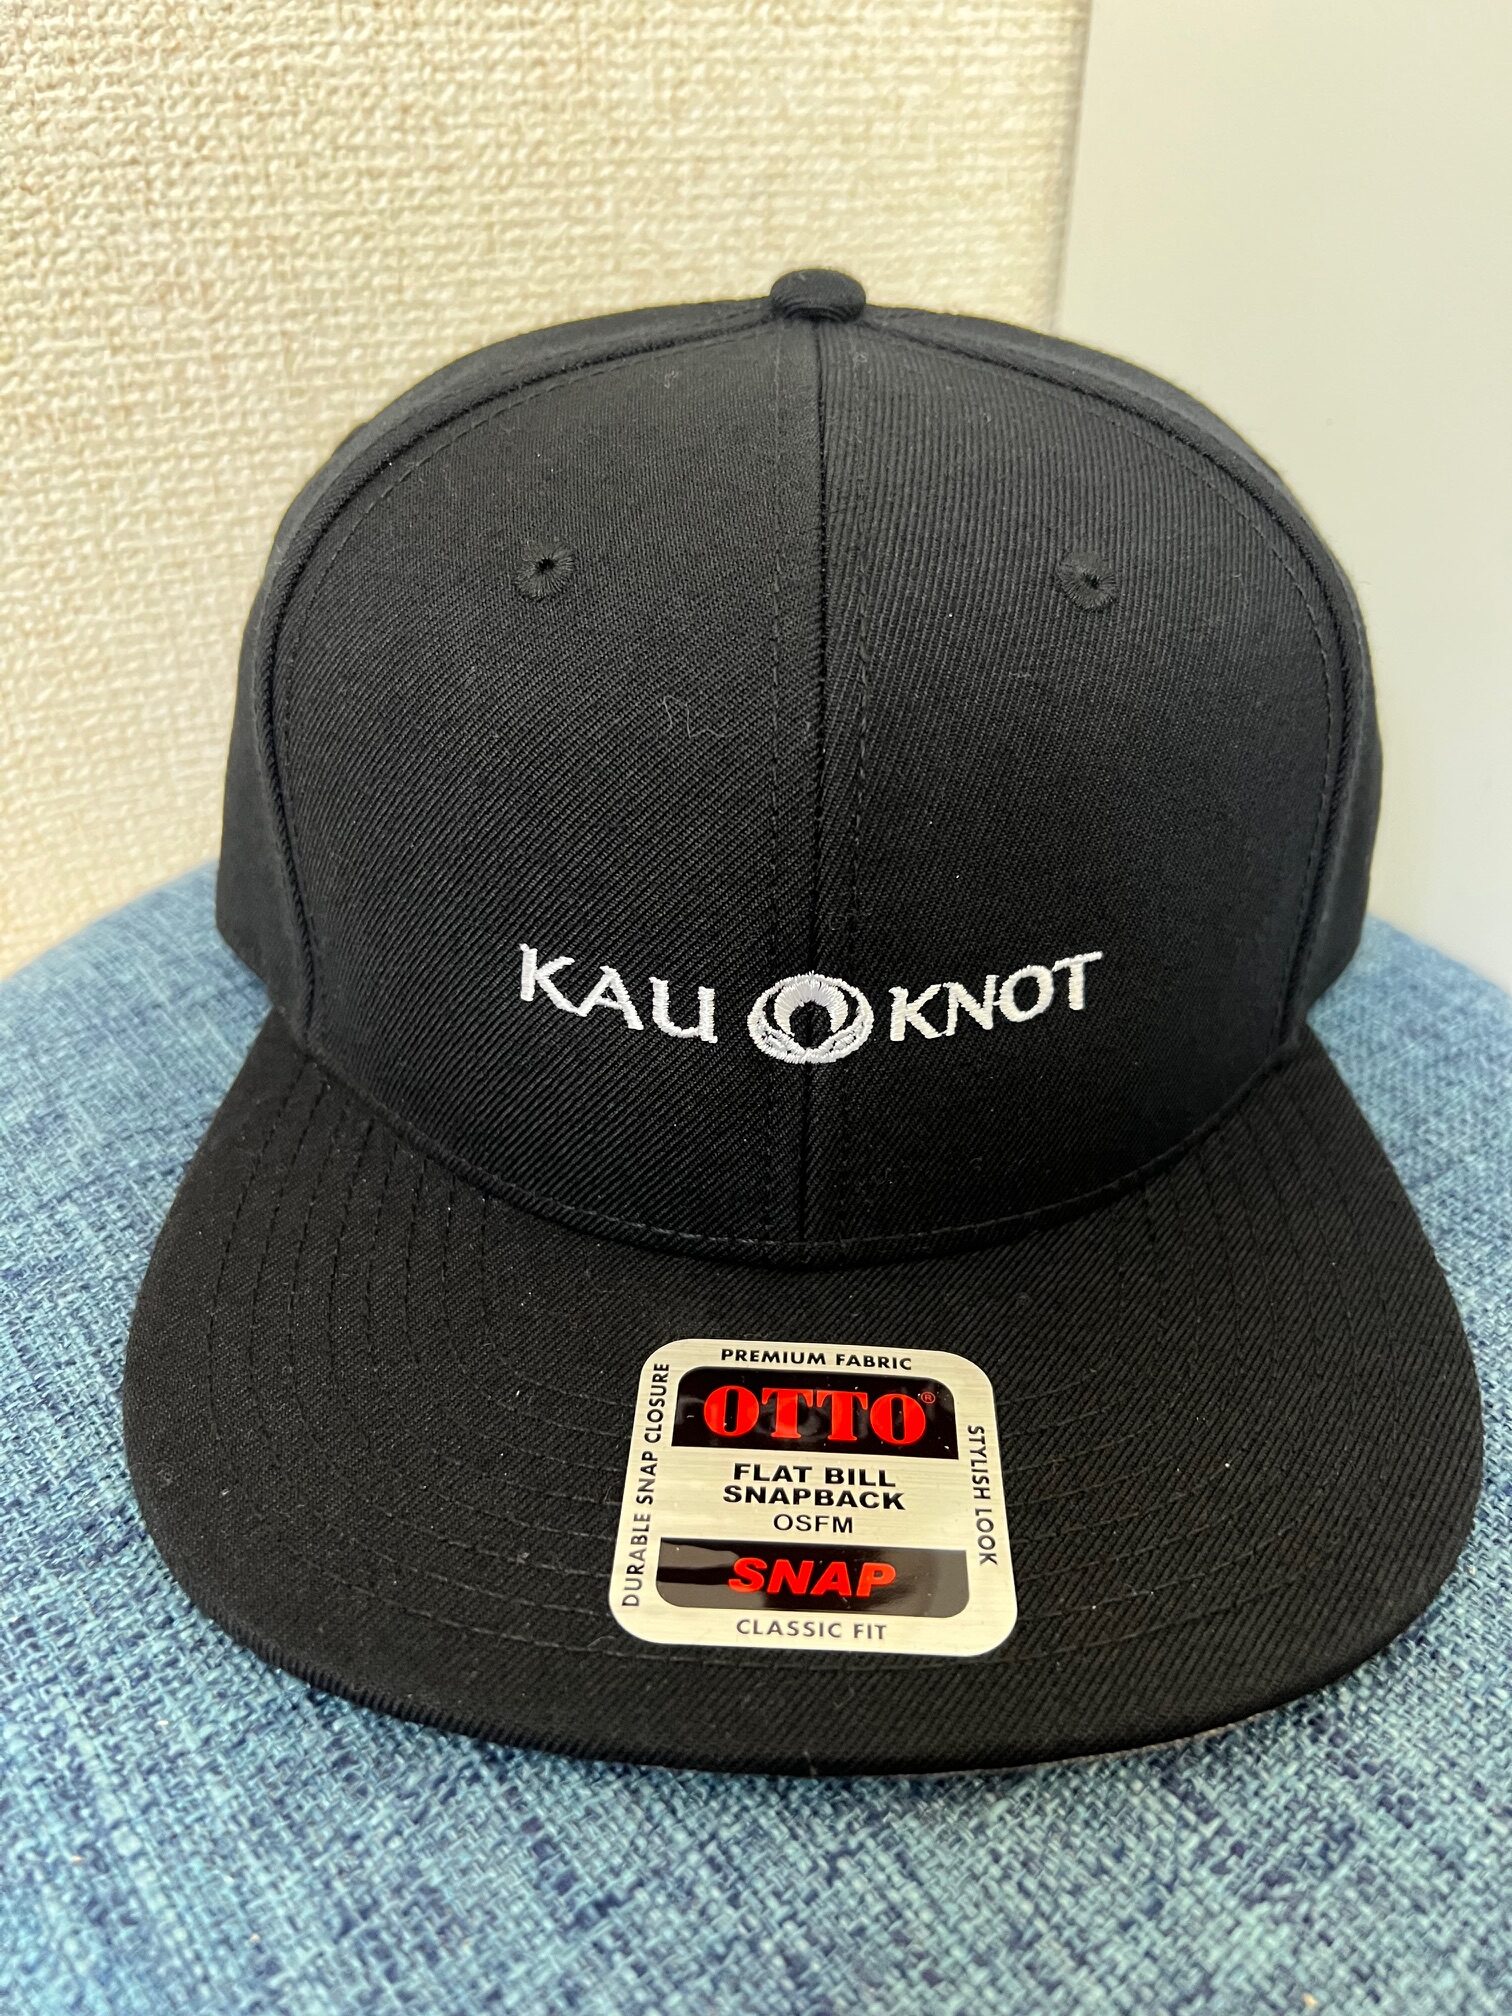 KAU KNOT
PREMIUM FABRIC
DURABLE SNAP CLOSURE
OTTO®
STYLISH LOOK
FLAT BILL
SNAPBACK
OSFM
SNAP
CLASSIC FIT